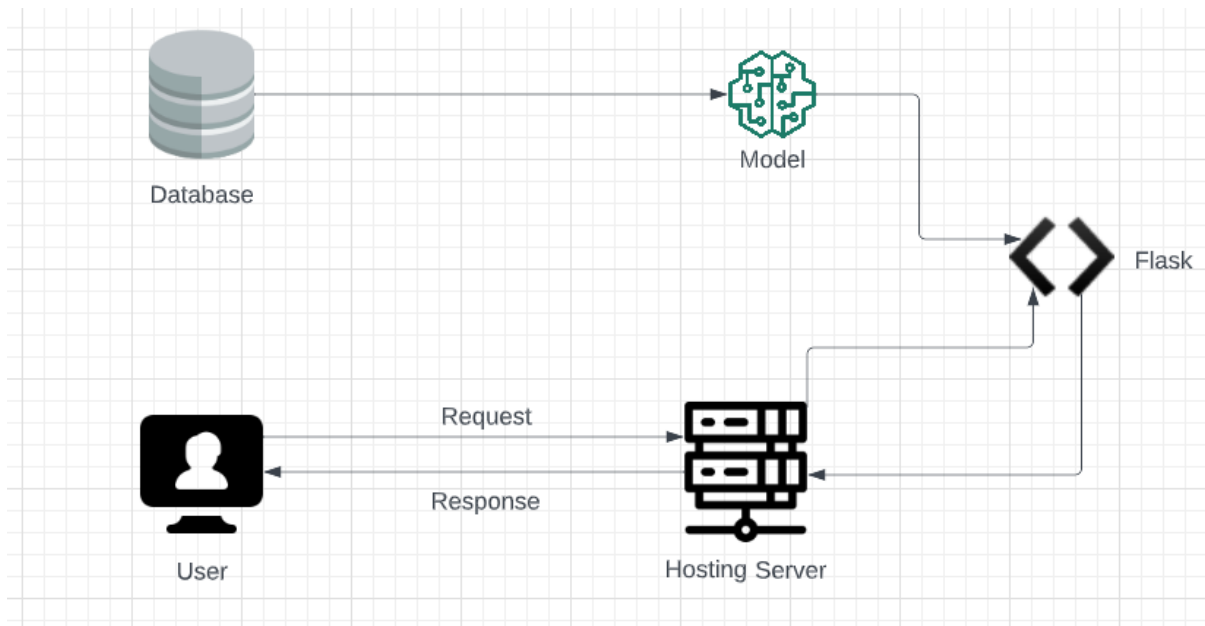 Database
Model
Flask
Request
Response
User
Hosting Server